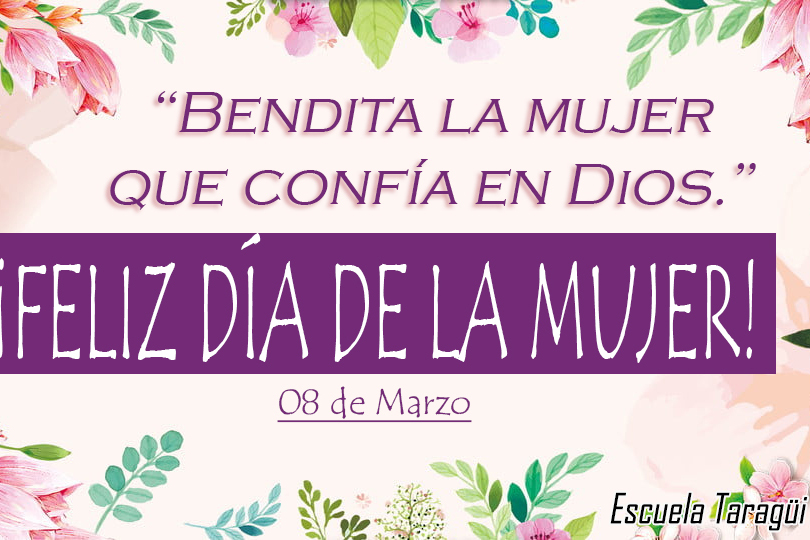 “BENDITA LA MUJER
QUE CONFÍA EN DIOS.”
¡FELIZ DÍA DE LA MUJER!
08 de Marzo
Escuela Taragüi